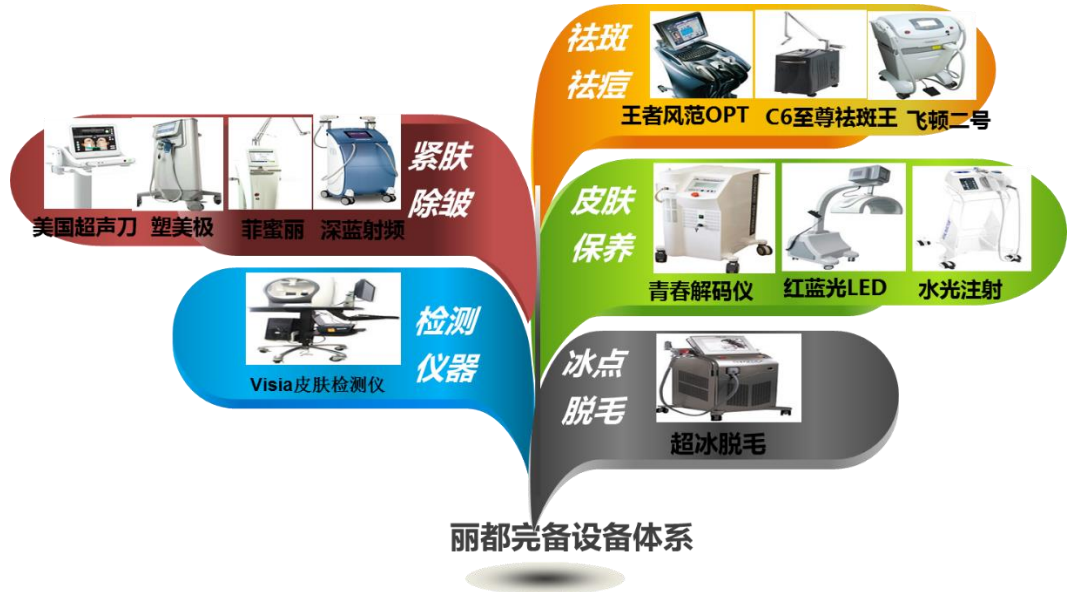 祛斑
祛痘
王者风范OPT
C6至尊祛斑王
飞顿二号
紧肤
除皱
美国超声刀
塑美极
菲蜜丽
深蓝射频
皮肤
保养
青春解码仪
红蓝光LED
水光注射
检测
仪器
Visia皮肤检测仪
冰点
脱毛
超冰脱毛
丽都完备设备体系